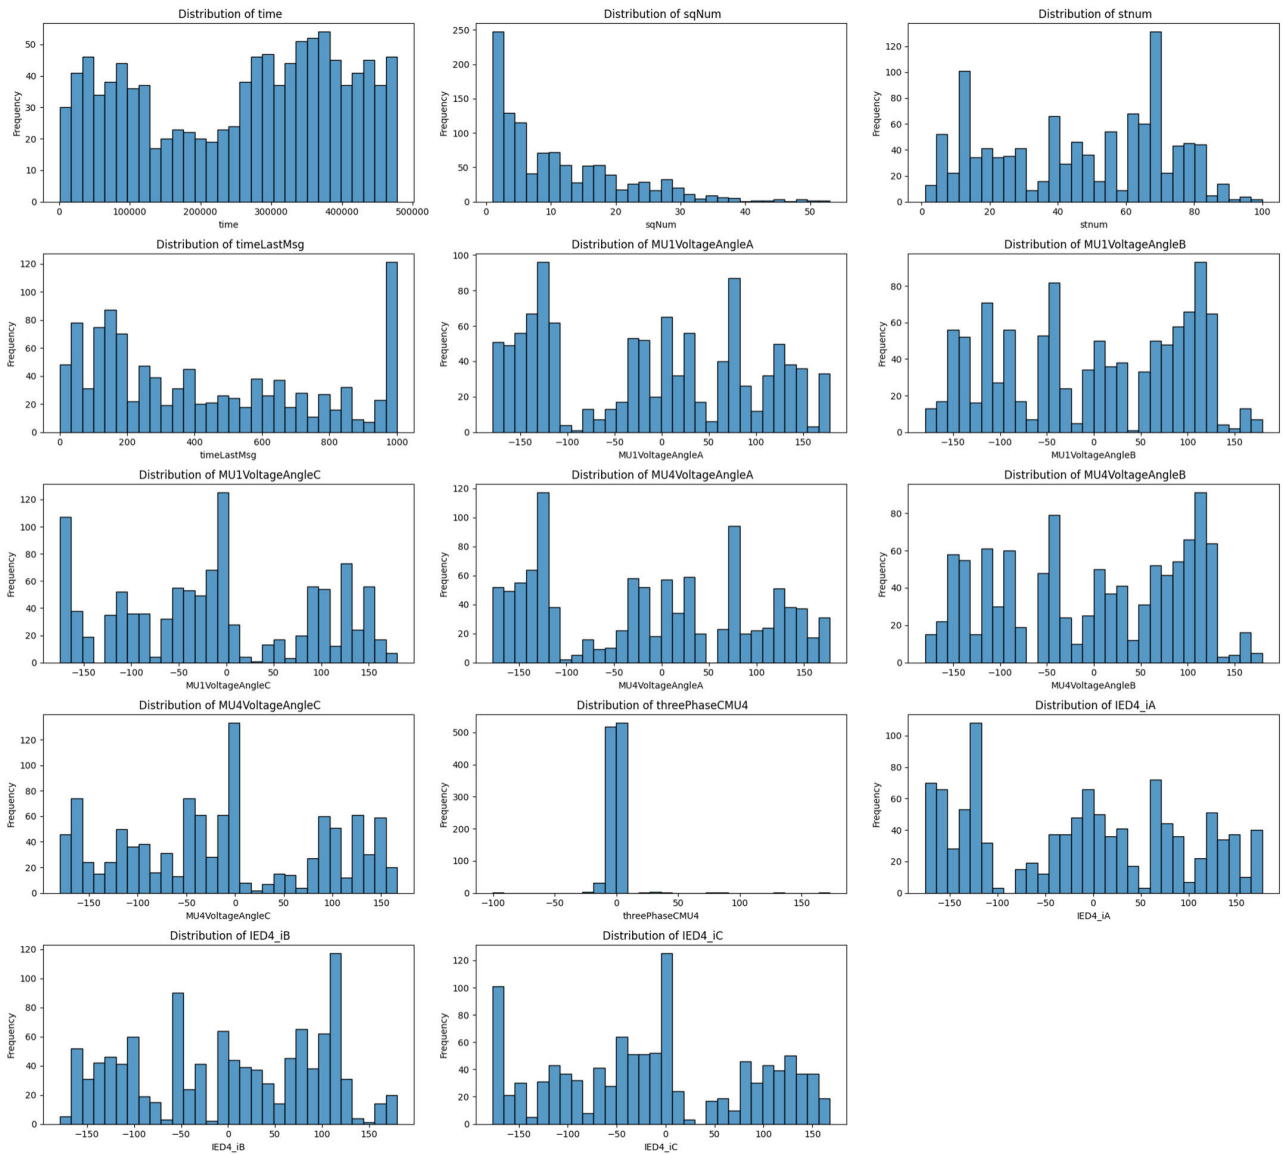 Distribution of time
Frequency
50
40
30
20
10
0
0 100000 200000 300000 400000 500000
time
Distribution of sqNum
Frequency
250
200
150
100
50
0
0 10 20 30 40 50
sqNum
Distribution of stnum
Frequency
120
100
80
60
40
20
0
0 20 40 60 80 100
stnum
Distribution of timeLastMsg
Frequency
120
100
80
60
40
20
0
0 200 400 600 800 1000
timeLastMsg
Distribution of MU1VoltageAngleA
Frequency
100
80
60
40
20
0
−150 −100 −50 0 50 100 150
MU1VoltageAngleA
Distribution of MU1VoltageAngleB
Frequency
80
60
40
20
0
−150 −100 −50 0 50 100 150
MU1VoltageAngleB
Distribution of MU1VoltageAngleC
Frequency
120
100
80
60
40
20
0
−150 −100 −50 0 50 100 150
MU1VoltageAngleC
Distribution of MU4VoltageAngleA
Frequency
120
100
80
60
40
20
0
−150 −100 −50 0 50 100 150
MU4VoltageAngleA
Distribution of MU4VoltageAngleB
Frequency
80
60
40
20
0
−150 −100 −50 0 50 100 150
MU4VoltageAngleB
Distribution of MU4VoltageAngleC
Frequency
120
100
80
60
40
20
0
−150 −100 −50 0 50 100 150
MU4VoltageAngleC
Distribution of threePhaseCMU4
Frequency
500
400
300
200
100
0
−100 −50 0 50 100 150
threePhaseCMU4
Distribution of IED4_iA
Frequency
100
80
60
40
20
0
−150 −100 −50 0 50 100 150
IED4_iA
Distribution of IED4_iB
Frequency
120
100
80
60
40
20
0
−150 −100 −50 0 50 100 150
IED4_iB
Distribution of IED4_iC
Frequency
120
100
80
60
40
20
0
−150 −100 −50 0 50 100 150
IED4_iC